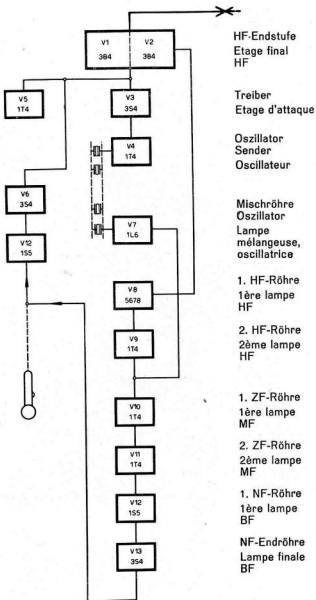 V1 V2
3B4 3B4
HF-Endstufe
Etage final
HF
V5
1T4
V3
3S4
Treiber
Etage d'attaque
V4
1T4
Oszillator
Sender
Oscillateur
V6
3S4
V12
1S5
V7
1L6
Mischröhre
Oszillator
Lampe
mélangeuse,
oscillatrice
V8
5678
1. HF-Röhre
1ère lampe
HF
V9
1T4
2. HF-Röhre
2ème lampe
HF
V10
1T4
1. ZF-Röhre
1ère lampe
MF
V11
1T4
2. ZF-Röhre
2ème lampe
MF
V12
1S5
1. NF-Röhre
1ère lampe
BF
V13
3S4
NF-Endröhre
Lampe finale
BF